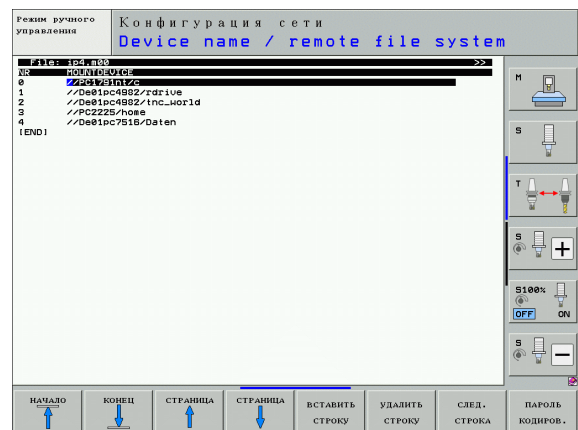 Режим ручного
управления
Конфигурация сети
Device name / remote file system
File: ip4.m00 >>
NR MOUNTDEVICE
0 //PC1791nt/c
1 //De01pc4982/rdrive
2 //De01pc4982/tnc_world
3 //PC2225/home
4 //De01pc7516/Daten
[END]
M
S
T
S
+
S100%
OFF ON
S
−
НАЧАЛО
КОНЕЦ
СТРАНИЦА
СТРАНИЦА
ВСТАВИТЬ
СТРОКУ
УДАЛИТЬ
СТРОКУ
СЛЕД.
СТРОКА
ПАРОЛЬ
КОДИРОВ.